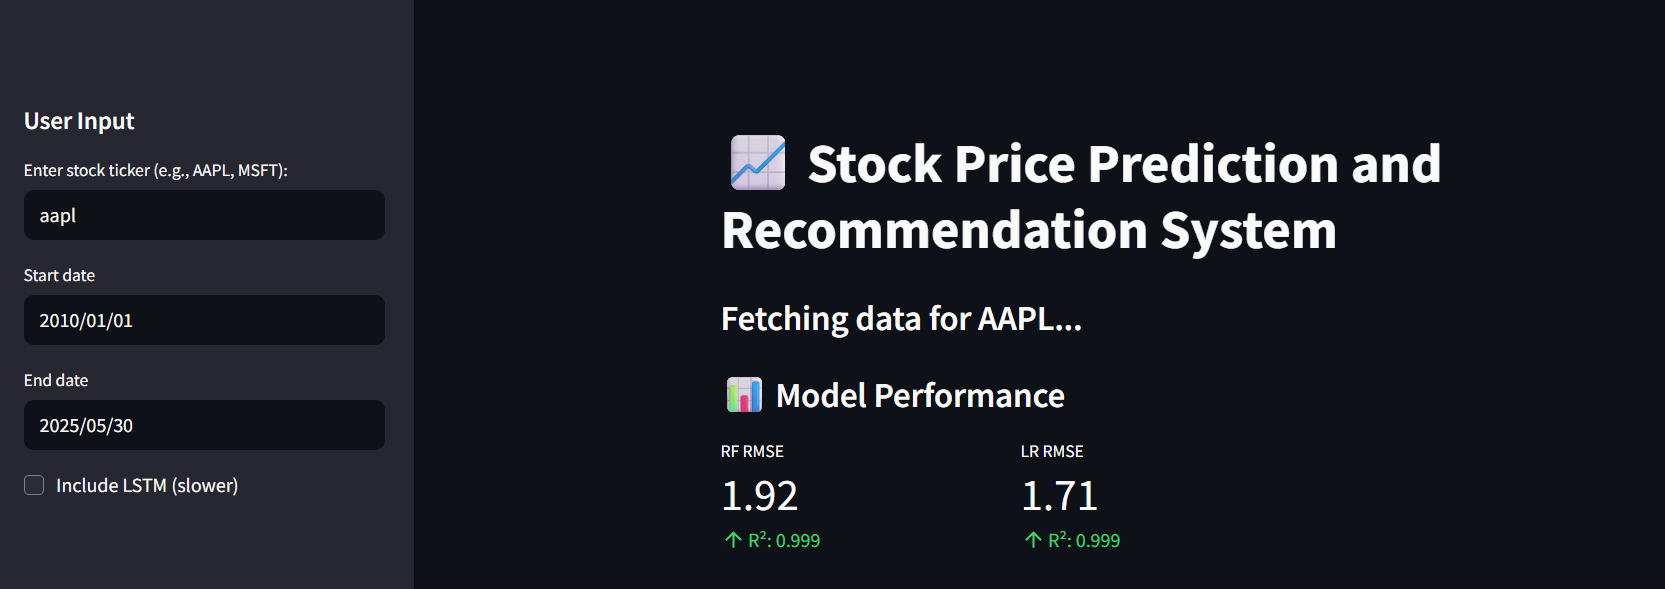 User Input
Enter stock ticker (e.g., AAPL, MSFT):
aapl
Start date
2010/01/01
End date
2025/05/30
Include LSTM (slower)
Stock Price Prediction and
Recommendation System
Fetching data for AAPL...
Model Performance
RF RMSE
1.92
↑ R²: 0.999
LR RMSE
1.71
↑ R²: 0.999